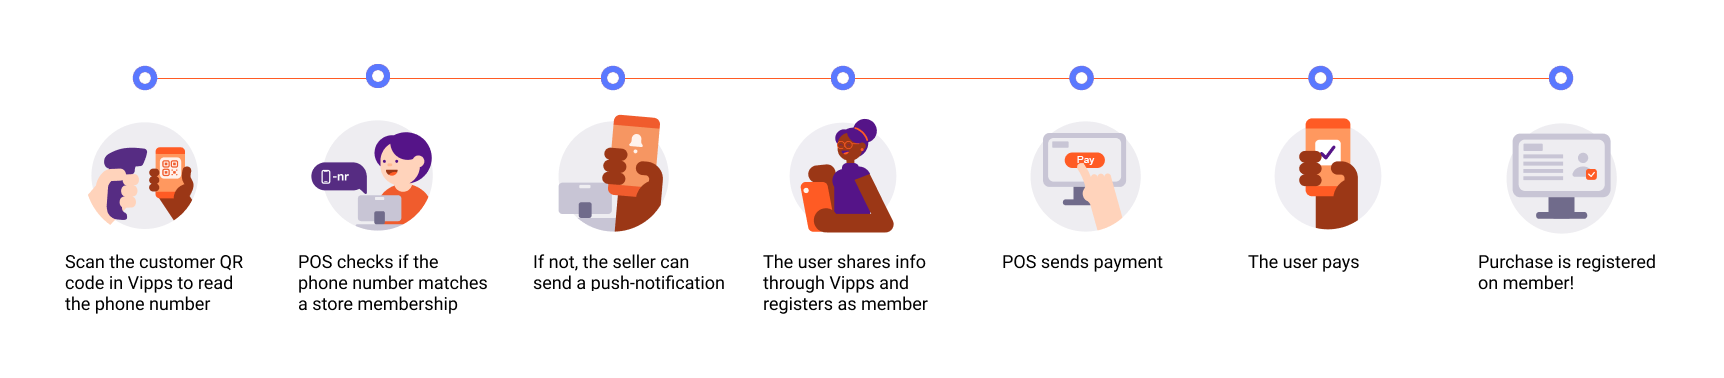 -nr
Pay
Scan the customer QR
code in Vipps to read
the phone number
POS checks if the
phone number matches
a store membership
If not, the seller can
send a push-notification
The user shares info
through Vipps and
registers as member
POS sends payment
The user pays
Purchase is registered
on member!